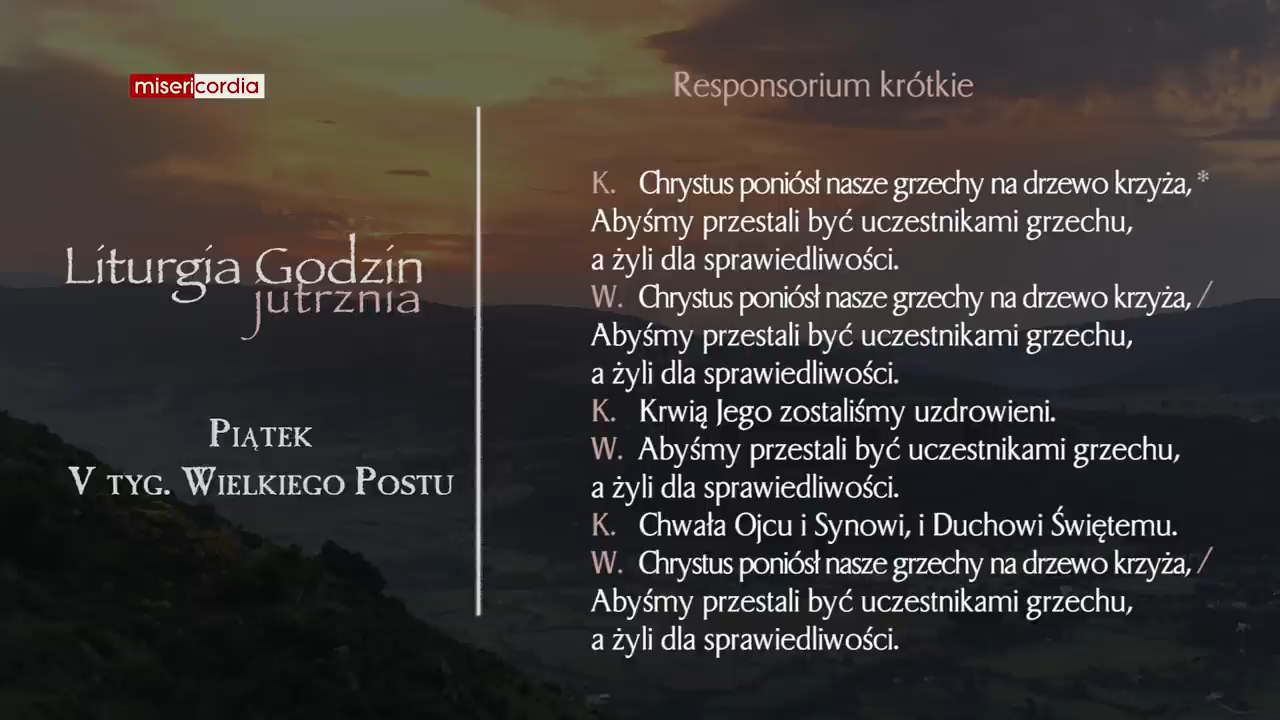 misericordia
Liturgia Godzin
jutrznia
Piątek
V tyg. Wielkiego Postu
Responsorium krótkie
K. Chrystus poniósł nasze grzechy na drzewo krzyża, *
Abyśmy przestali być uczestnikami grzechu,
a żyli dla sprawiedliwości.
W. Chrystus poniósł nasze grzechy na drzewo krzyża, /
Abyśmy przestali być uczestnikami grzechu,
a żyli dla sprawiedliwości.
K. Krwią Jego zostaliśmy uzdrowieni.
W. Abyśmy przestali być uczestnikami grzechu,
a żyli dla sprawiedliwości.
K. Chwała Ojcu i Synowi, i Duchowi Świętemu.
W. Chrystus poniósł nasze grzechy na drzewo krzyża, /
Abyśmy przestali być uczestnikami grzechu,
a żyli dla sprawiedliwości.